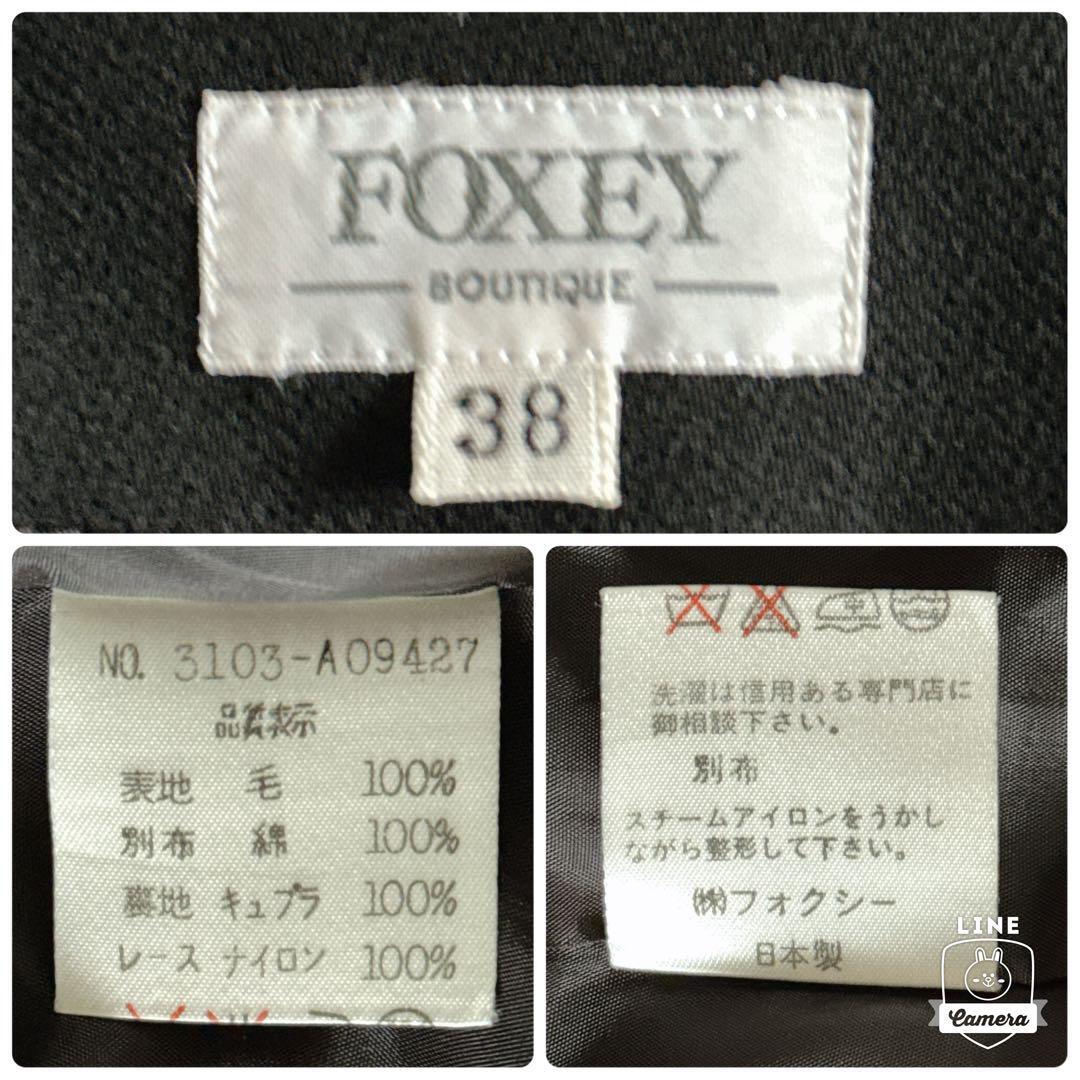 FOXEY
BOUTIQUE
38
NO. 3103-A09427
品質表示
表地 毛 100%
別布 綿 100%
裏地 キュプラ 100%
レース ナイロン 100%
洗濯は信用ある専門店に
御相談下さい。
別布
スチームアイロンをうかし
ながら整形して下さい。
㈱フォクシー
日本製
LINE
Camera